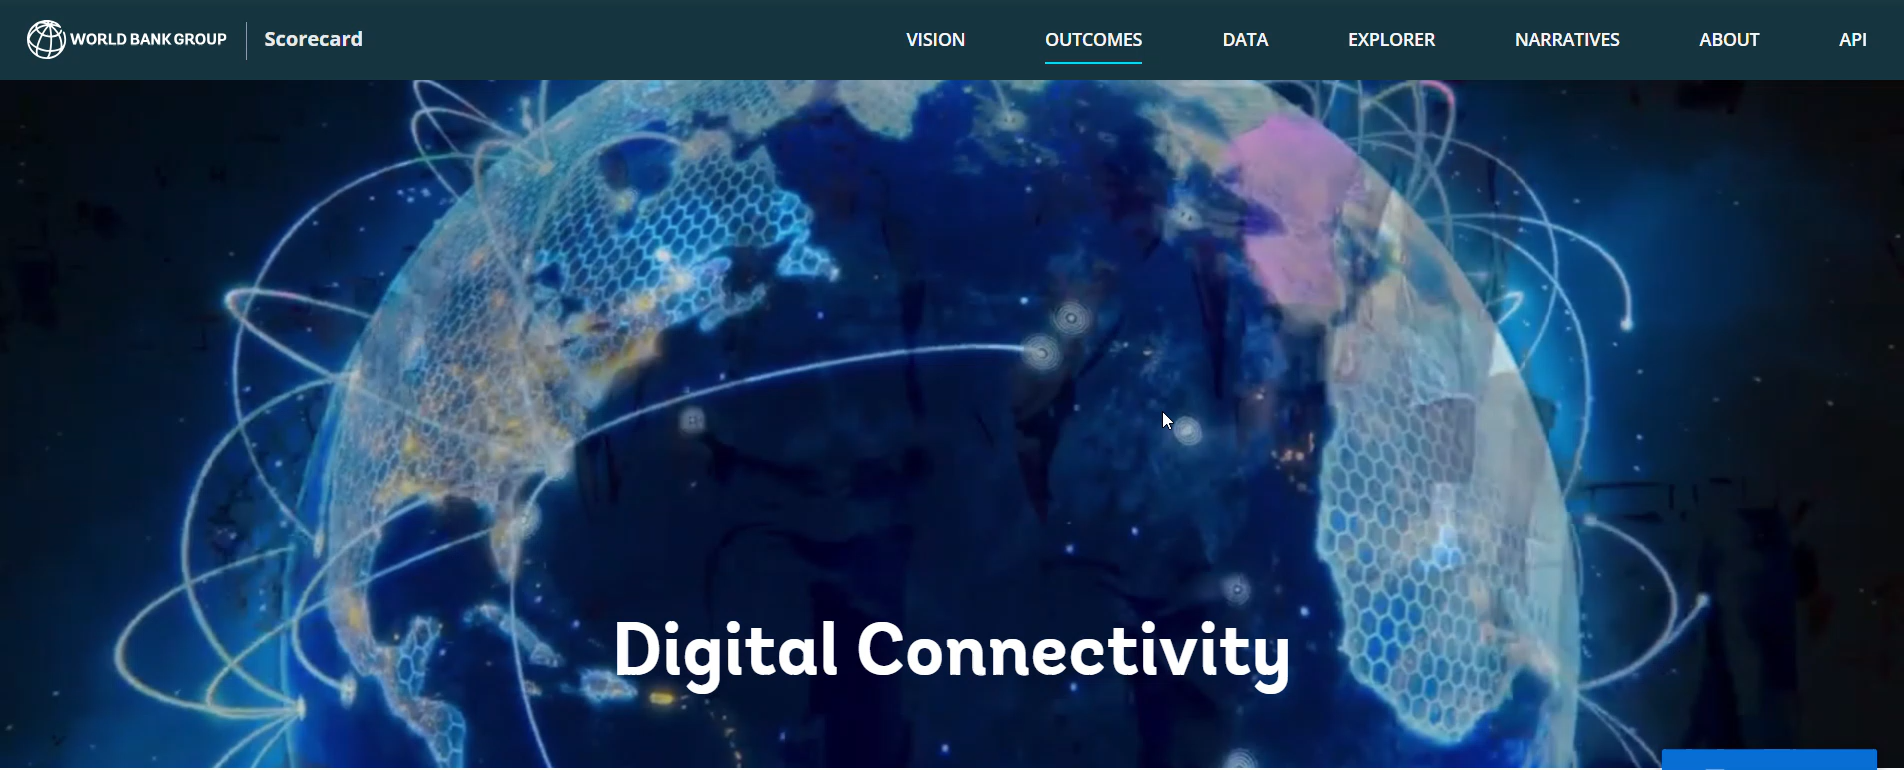 WORLD BANK GROUP
Scorecard
VISION
OUTCOMES
DATA
EXPLORER
NARRATIVES
ABOUT
API
Digital Connectivity